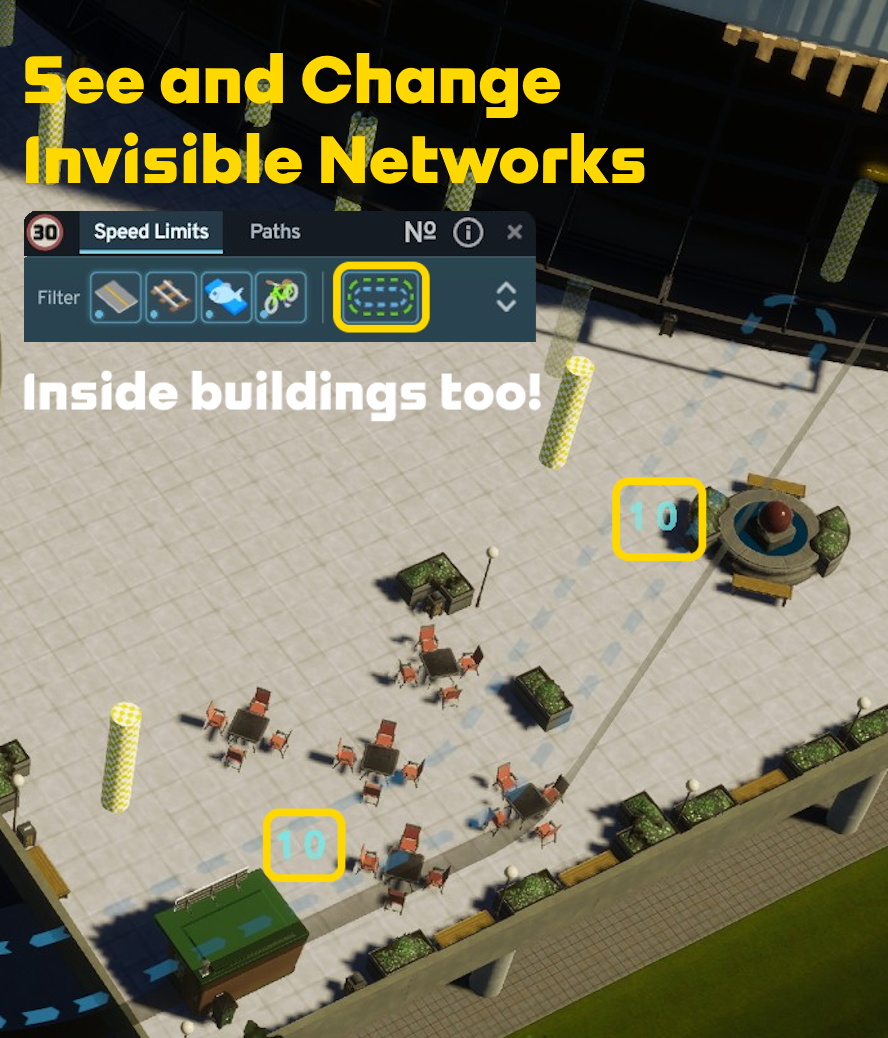 See and Change
Invisible Networks
30 Speed Limits Paths Nº i ×
Filter
Inside buildings too!
10
10